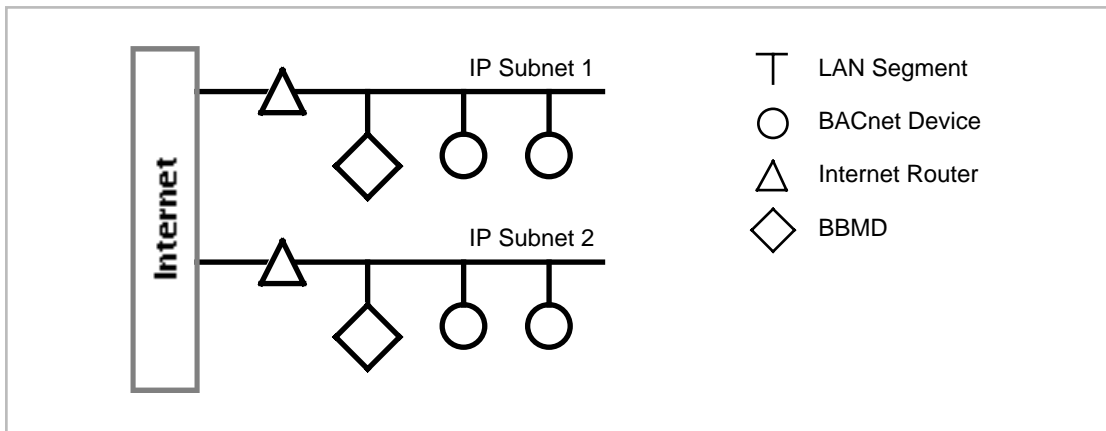 Internet
IP Subnet 1
IP Subnet 2
LAN Segment
BACnet Device
Internet Router
BBMD